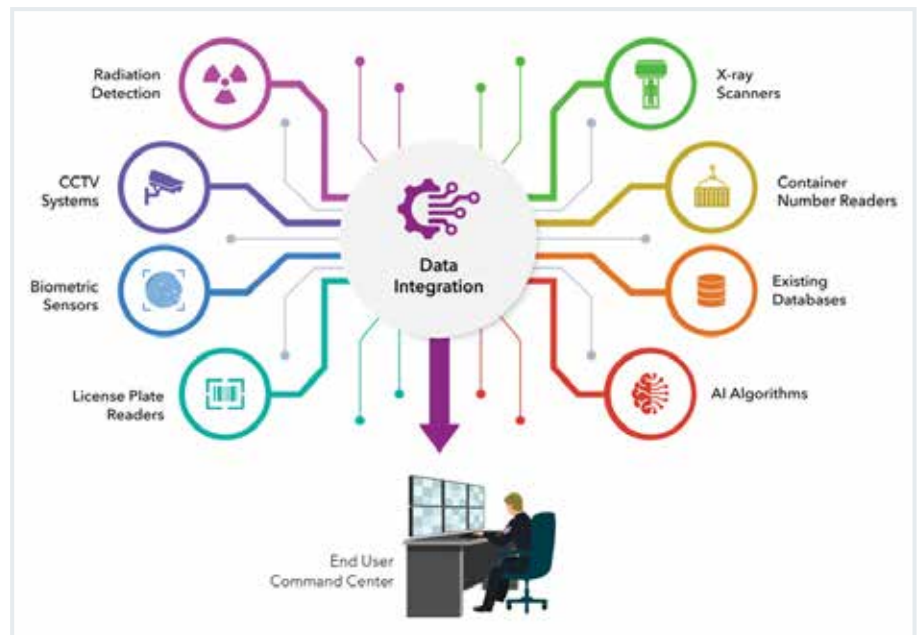 Radiation
Detection
X-ray
Scanners
CCTV
Systems
Container
Number Readers
Data
Integration
Biometric
Sensors
Existing
Databases
License Plate
Readers
AI Algorithms
End User
Command Center